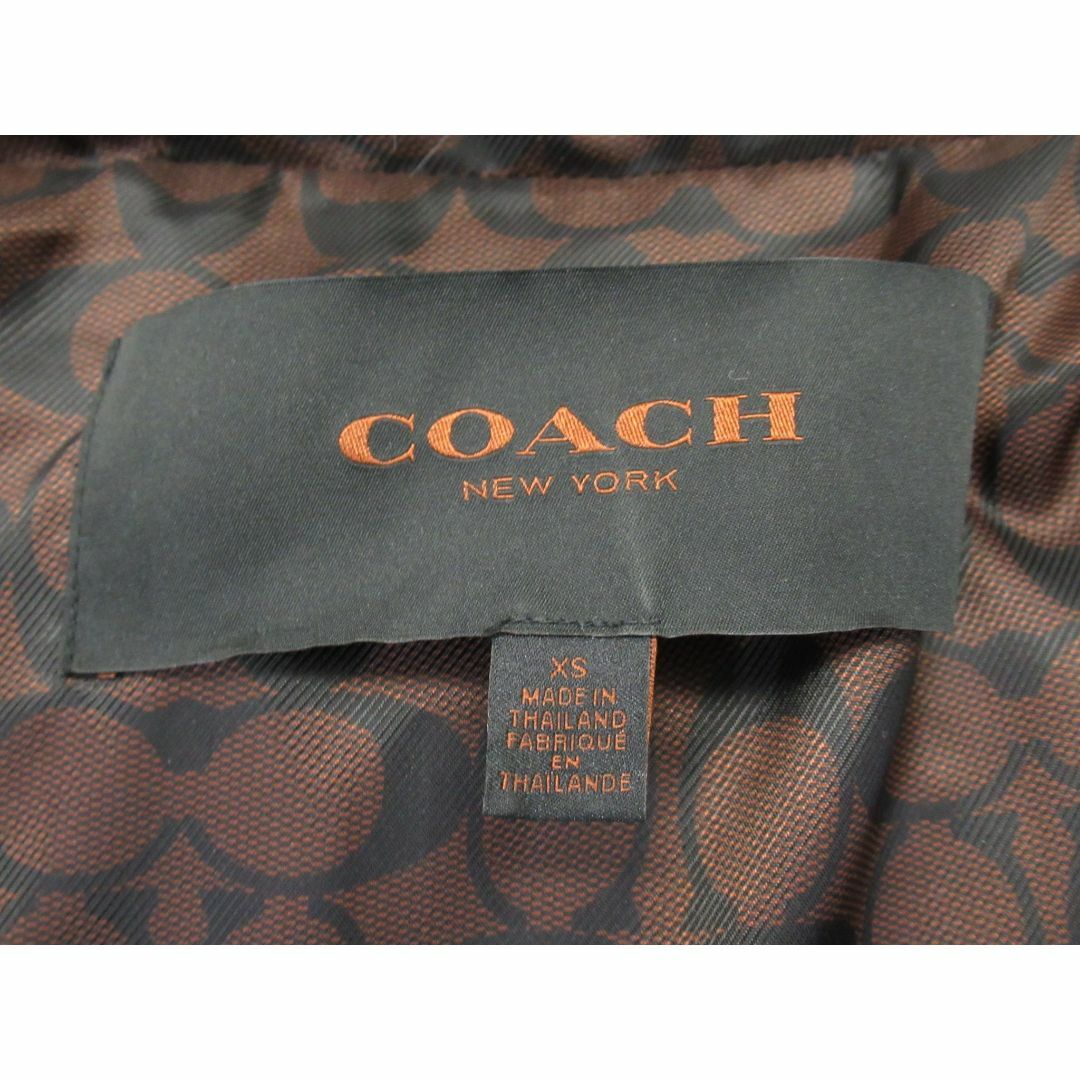 COACH
NEW YORK
XS
MADE IN
THAILAND
FABRIQUÉ
EN
THAÏLANDE